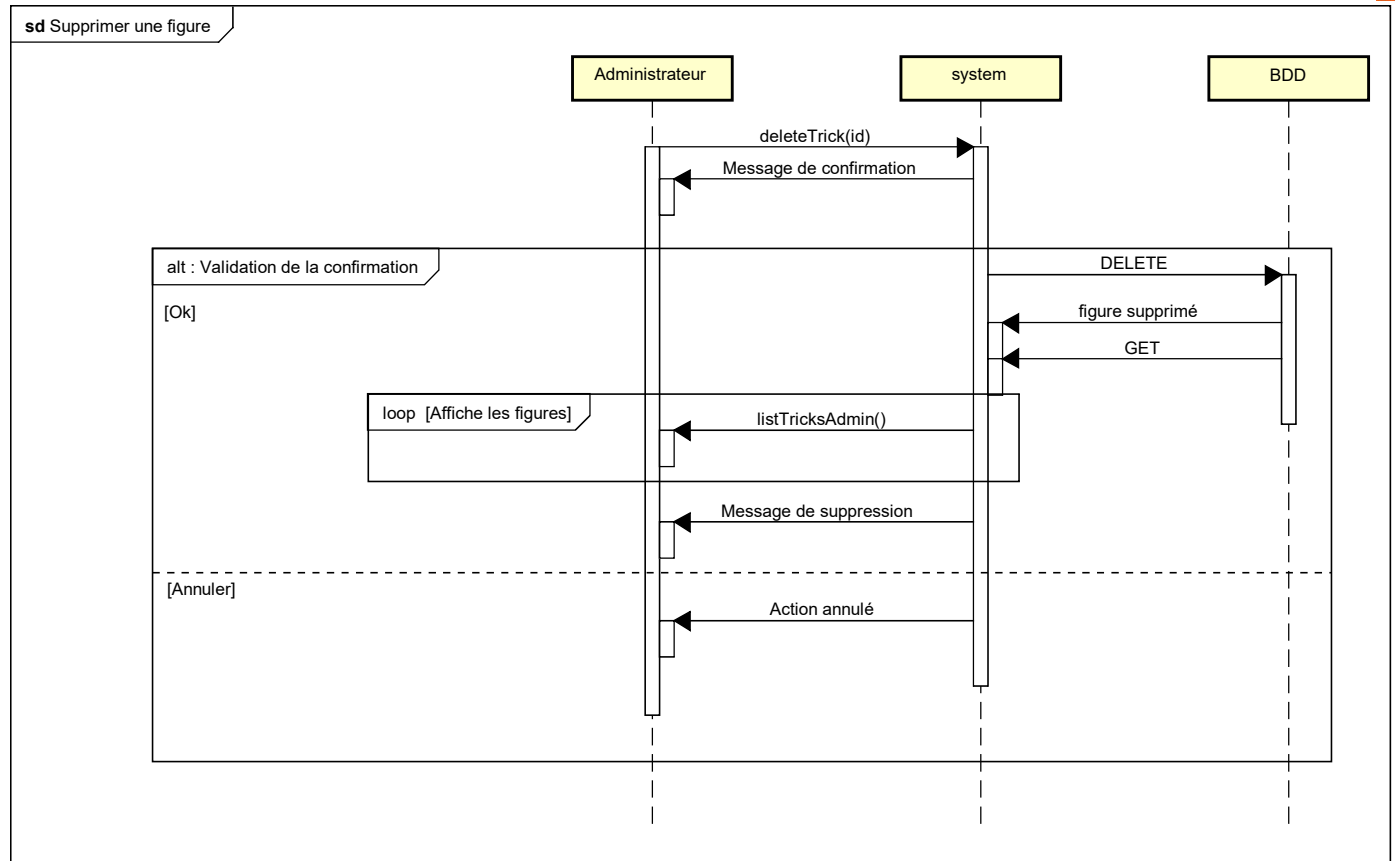 sd Supprimer une figure
Administrateur
system
BDD
deleteTrick(id)
Message de confirmation
alt : Validation de la confirmation
DELETE
[Ok]
figure supprimé
GET
loop [Affiche les figures]
listTricksAdmin()
Message de suppression
[Annuler]
Action annulé